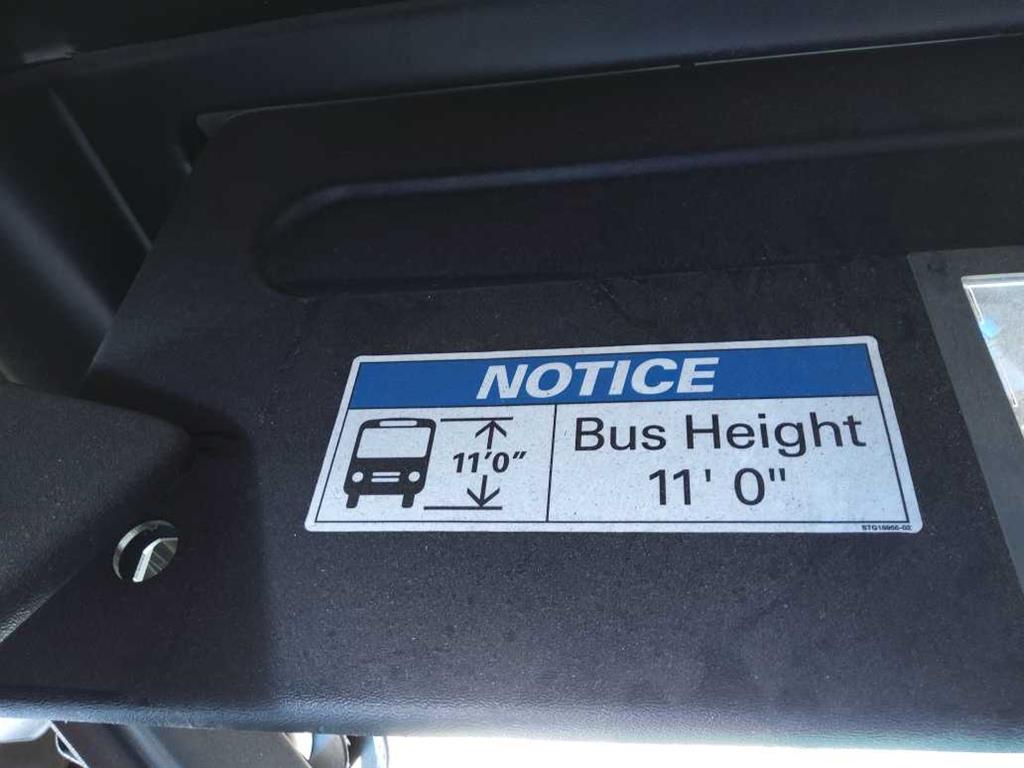 NOTICE
11'0"
Bus Height
11' 0"